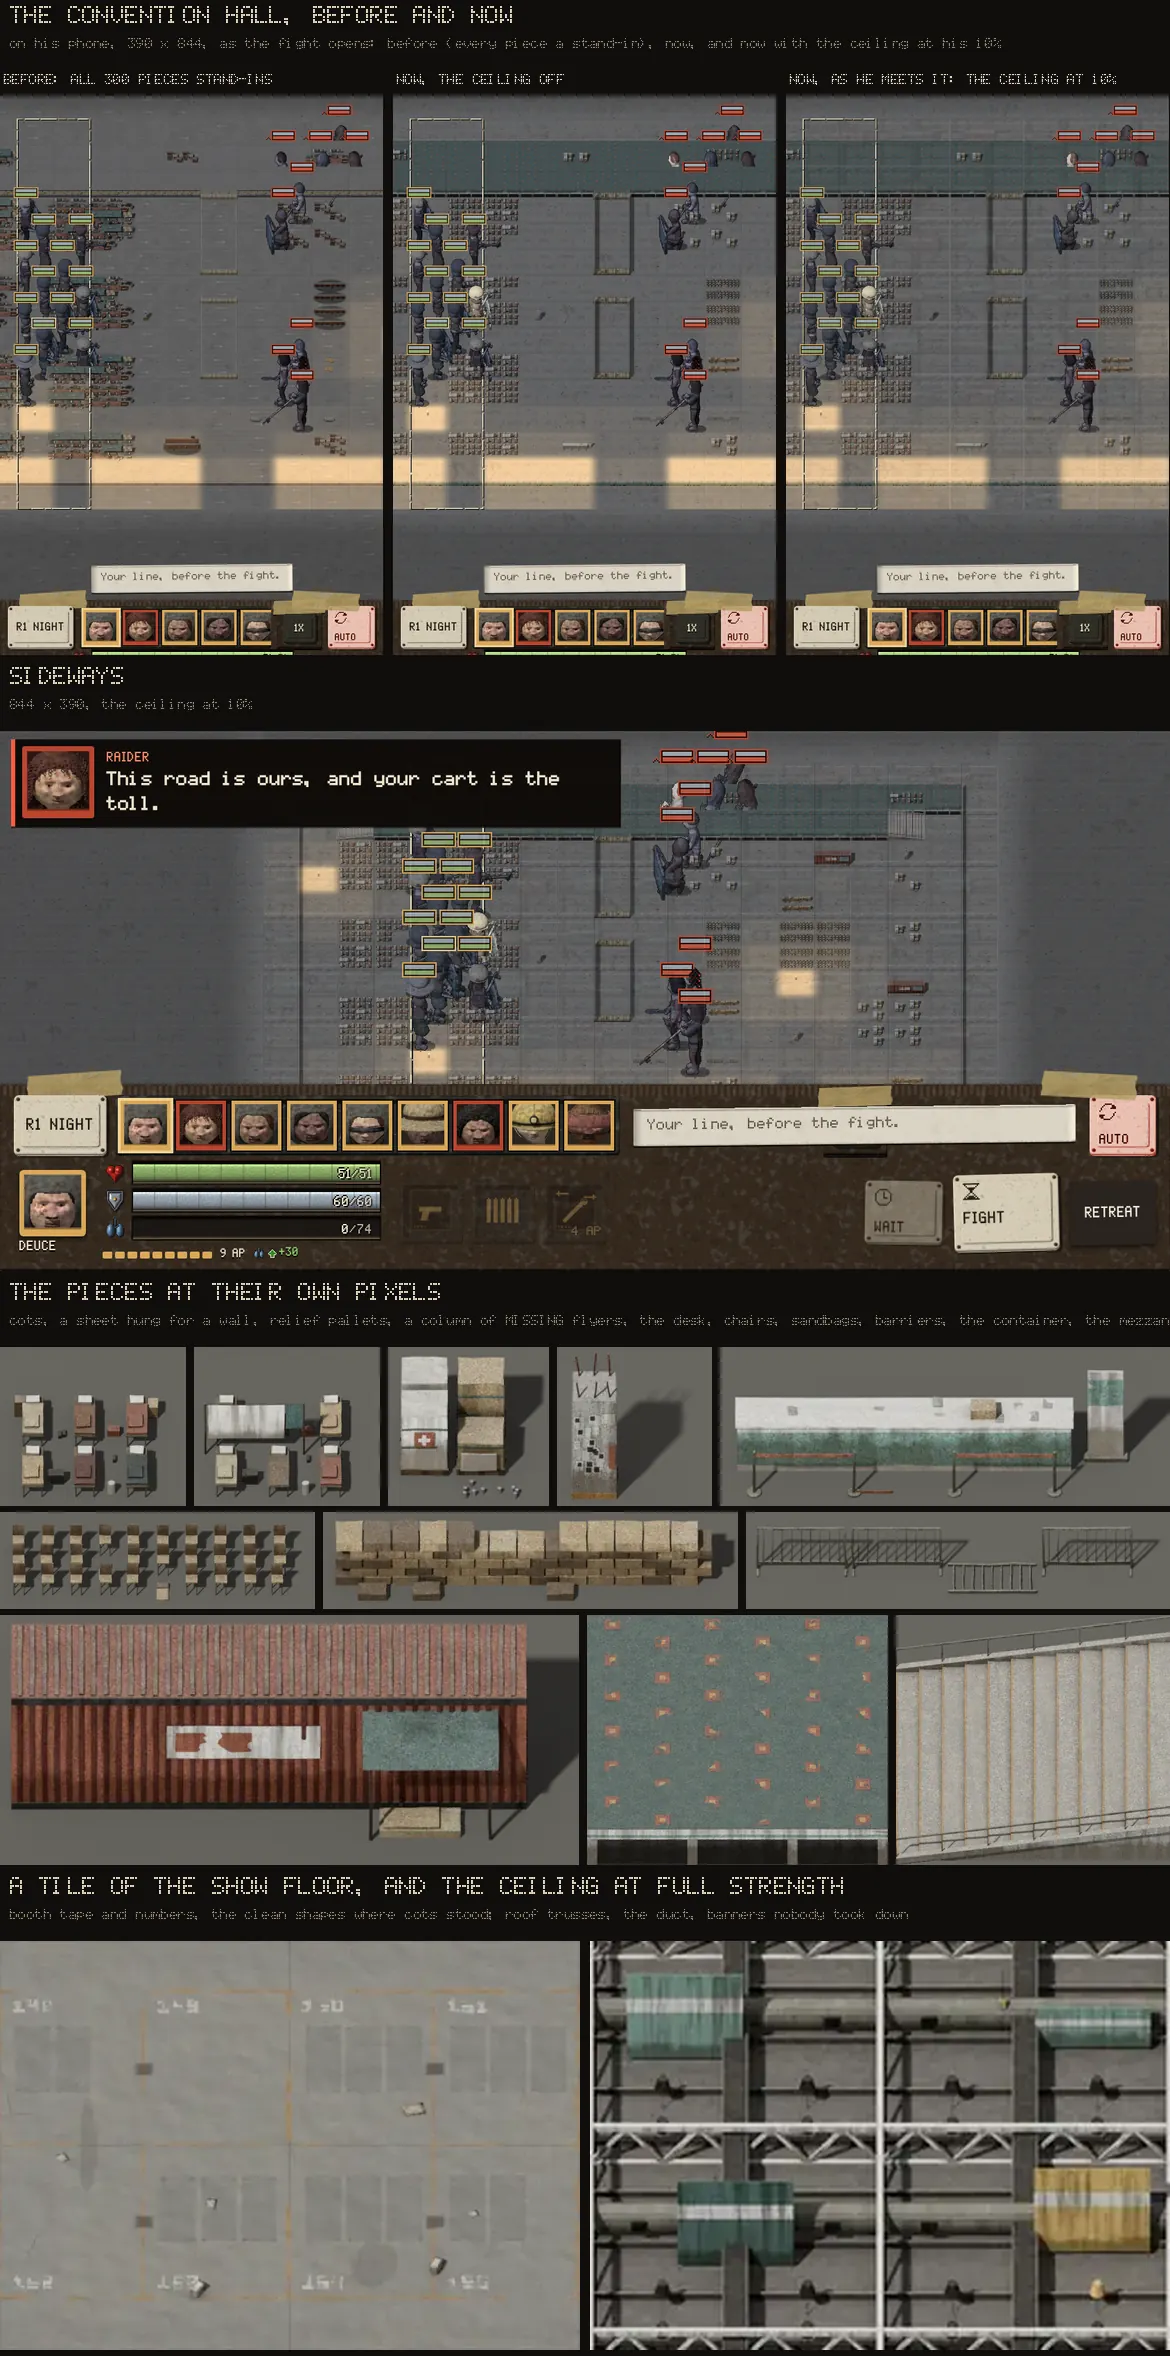 THE CONVENTION HALL, BEFORE AND NOW
on his phone, 390 x 844, as the fight opens: before (every piece a stand-in), now, and now with the ceiling at his 10%
BEFORE: ALL 390 PIECES STAND-INS
NOW, THE CEILING OFF
NOW, AS HE MEETS IT: THE CEILING AT 10%
Your line, before the fight.
Your line, before the fight.
Your line, before the fight.
R1 NIGHT
1X
AUTO
R1 NIGHT
1X
AUTO
R1 NIGHT
1X
AUTO
SIDEWAYS
844 x 390, the ceiling at 10%
RAIDER
This road is ours, and your cart is the
toll.
R1 NIGHT
Your line, before the fight.
AUTO
51/51
60/60
0/74
DEUCE
9 AP
+30
4 AP
WAIT
FIGHT
RETREAT
THE PIECES AT THEIR OWN PIXELS
cots, a sheet hung for a wall, relief pallets, a column of MISSING flyers, the desk, chairs, sandbags, barriers, the container, the mezzan
A TILE OF THE SHOW FLOOR, AND THE CEILING AT FULL STRENGTH
booth tape and numbers, the clean shapes where cots stood; roof trusses, the duct, banners nobody took down